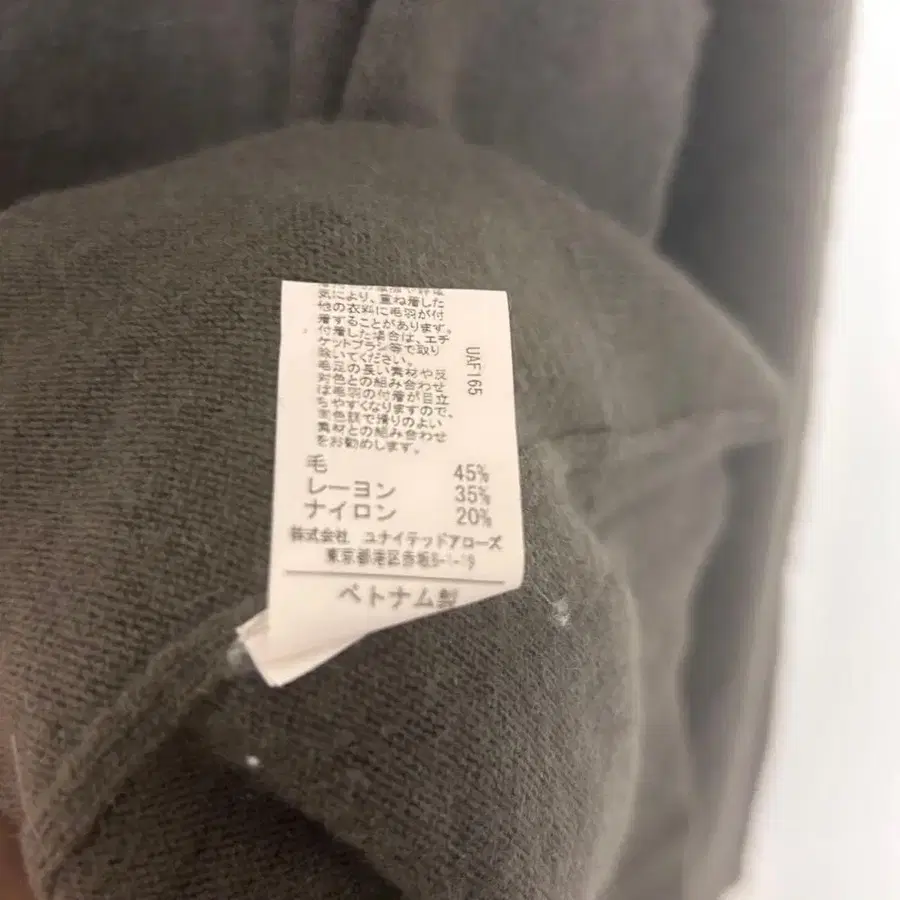 気により、重ね着した
他の衣料に毛羽が付
着することがあります。
付着した場合は、エチ
ケットブラシ等で取り
除いてください。
毛足の長い素材や反
対色との組み合わせ
は毛羽の付着が目立
ちやすくなりますので、
同色調で滑りのよい
素材との組み合わせ
をお勧めします。
UAF165
毛 45%
レーヨン 35%
ナイロン 20%
株式会社 ユナイテッドアローズ
東京都港区赤坂8-1-19
ベトナム製